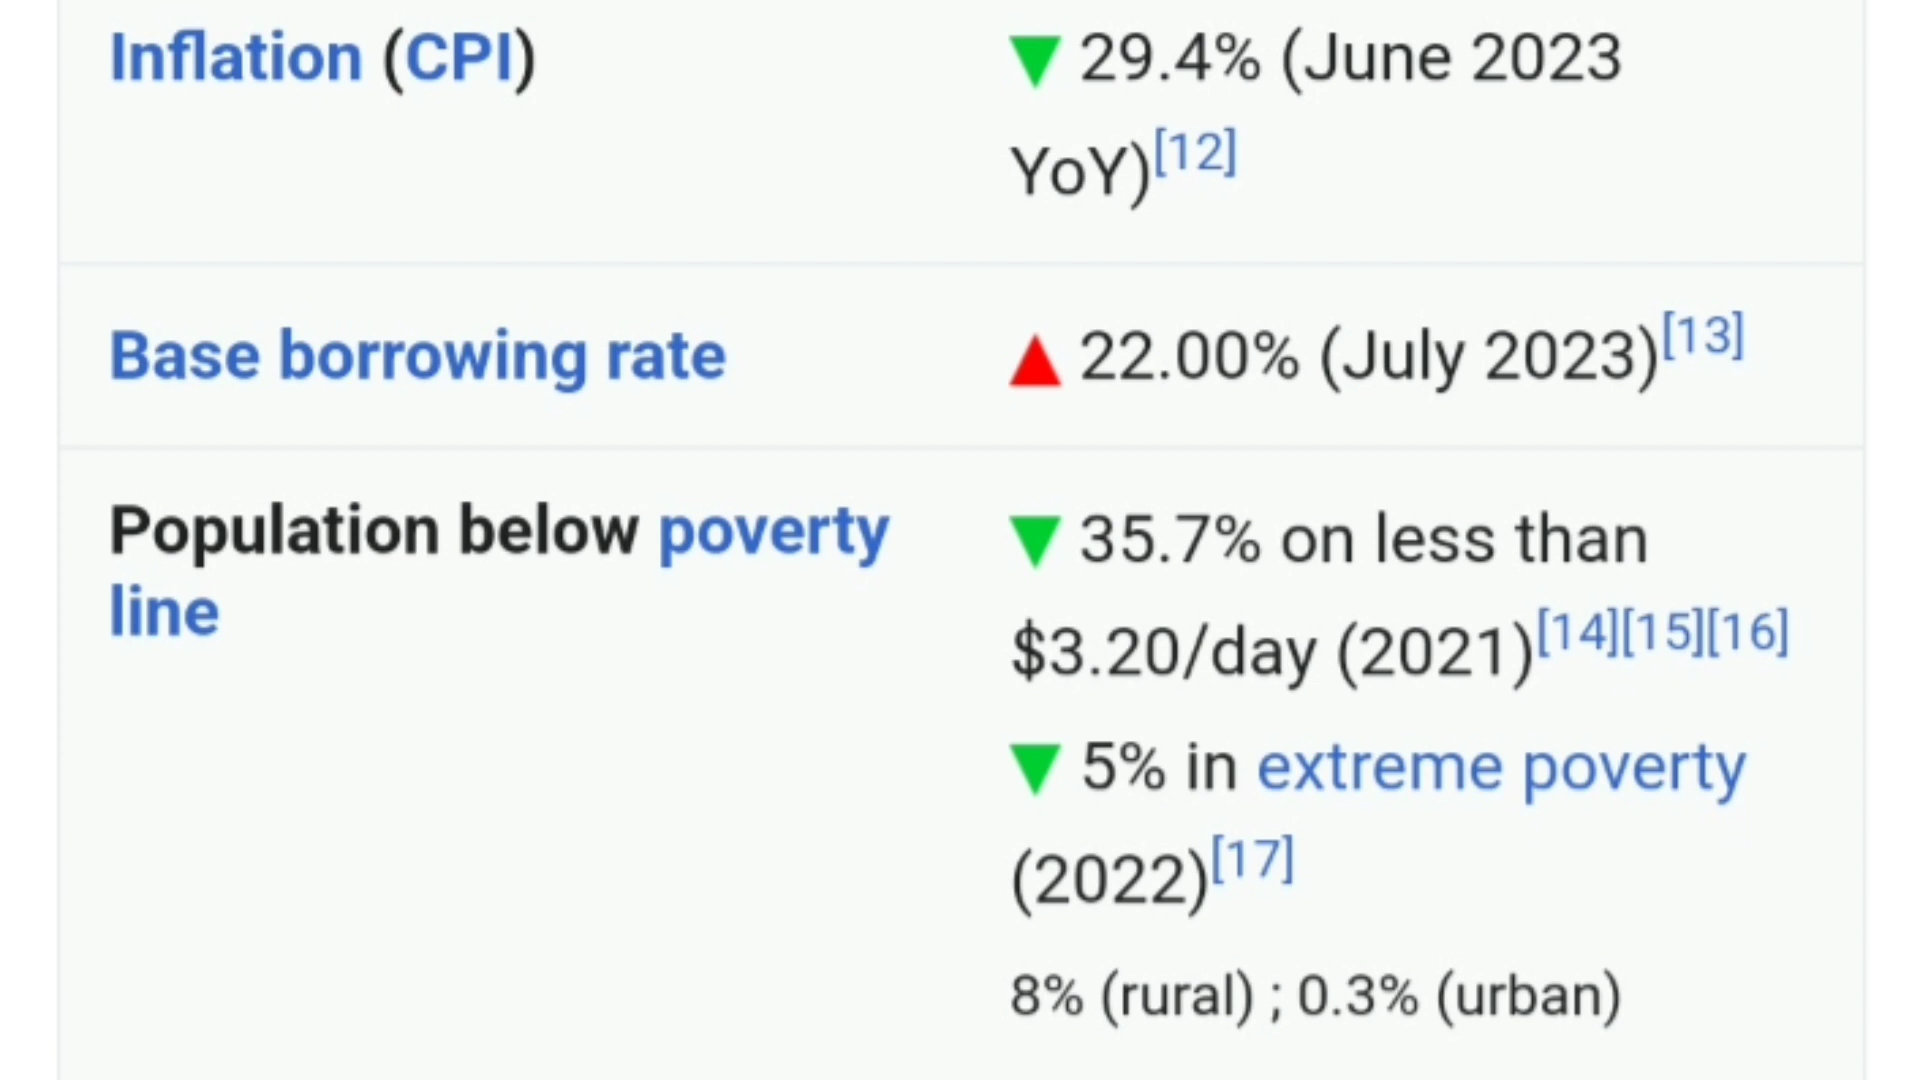 Inflation (CPI)
▼ 29.4% (June 2023
YoY)[12]
Base borrowing rate
▲ 22.00% (July 2023)[13]
Population below poverty
line
▼ 35.7% on less than
$3.20/day (2021)[14][15][16]
▼ 5% in extreme poverty
(2022)[17]
8% (rural) ; 0.3% (urban)